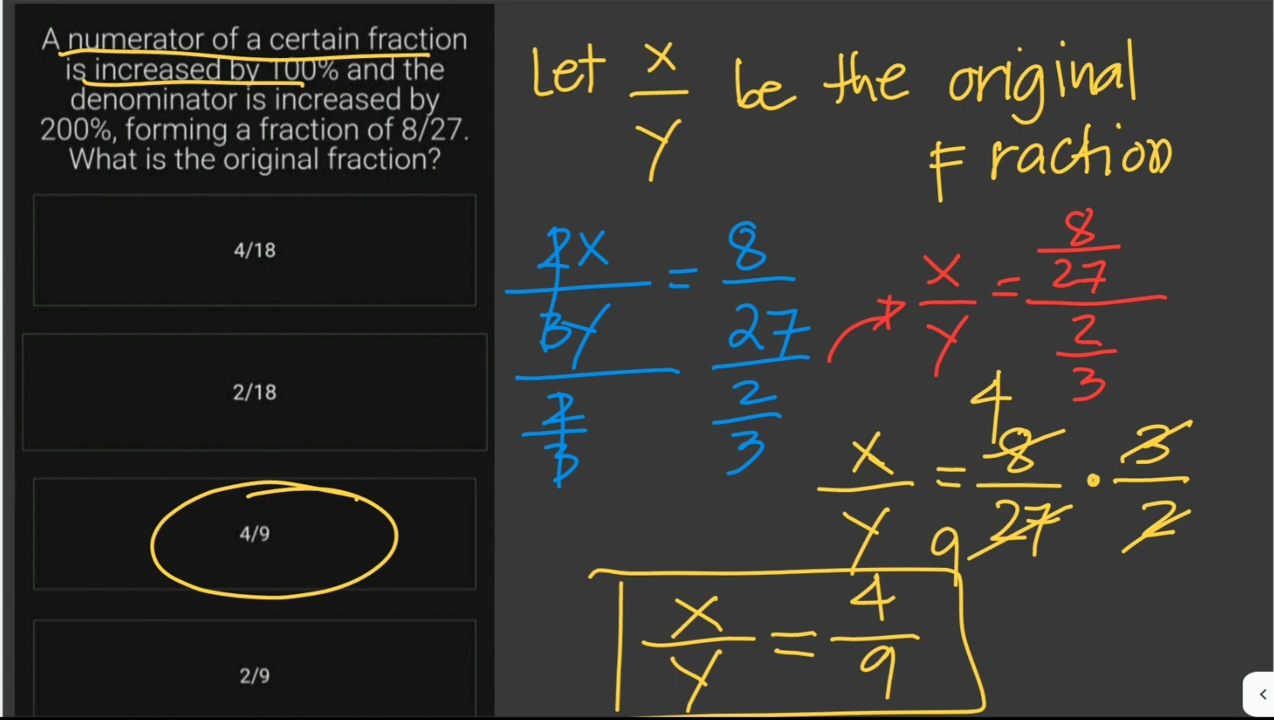 A numerator of a certain fraction
is increased by 100% and the
denominator is increased by
200%, forming a fraction of 8/27.
What is the original fraction?
4/18
2/18
4/9
2/9
Let x/y be the original
Fraction
2x/3y / 2/3 = 8/27 / 2/3
x/y = 8/27 / 2/3
x/y = 8/27 · 3/2
4
9
x/y = 4/9
<